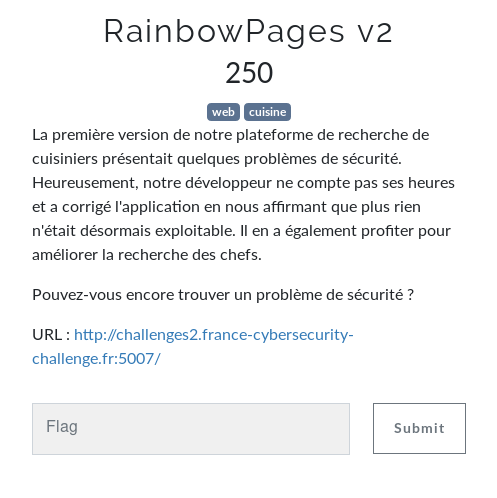 RainbowPages v2
250
web cuisine
La première version de notre plateforme de recherche de
cuisiniers présentait quelques problèmes de sécurité.
Heureusement, notre développeur ne compte pas ses heures
et a corrigé l'application en nous affirmant que plus rien
n'était désormais exploitable. Il en a également profiter pour
améliorer la recherche des chefs.
Pouvez-vous encore trouver un problème de sécurité ?
URL : http://challenges2.france-cybersecurity-
challenge.fr:5007/
Flag
Submit